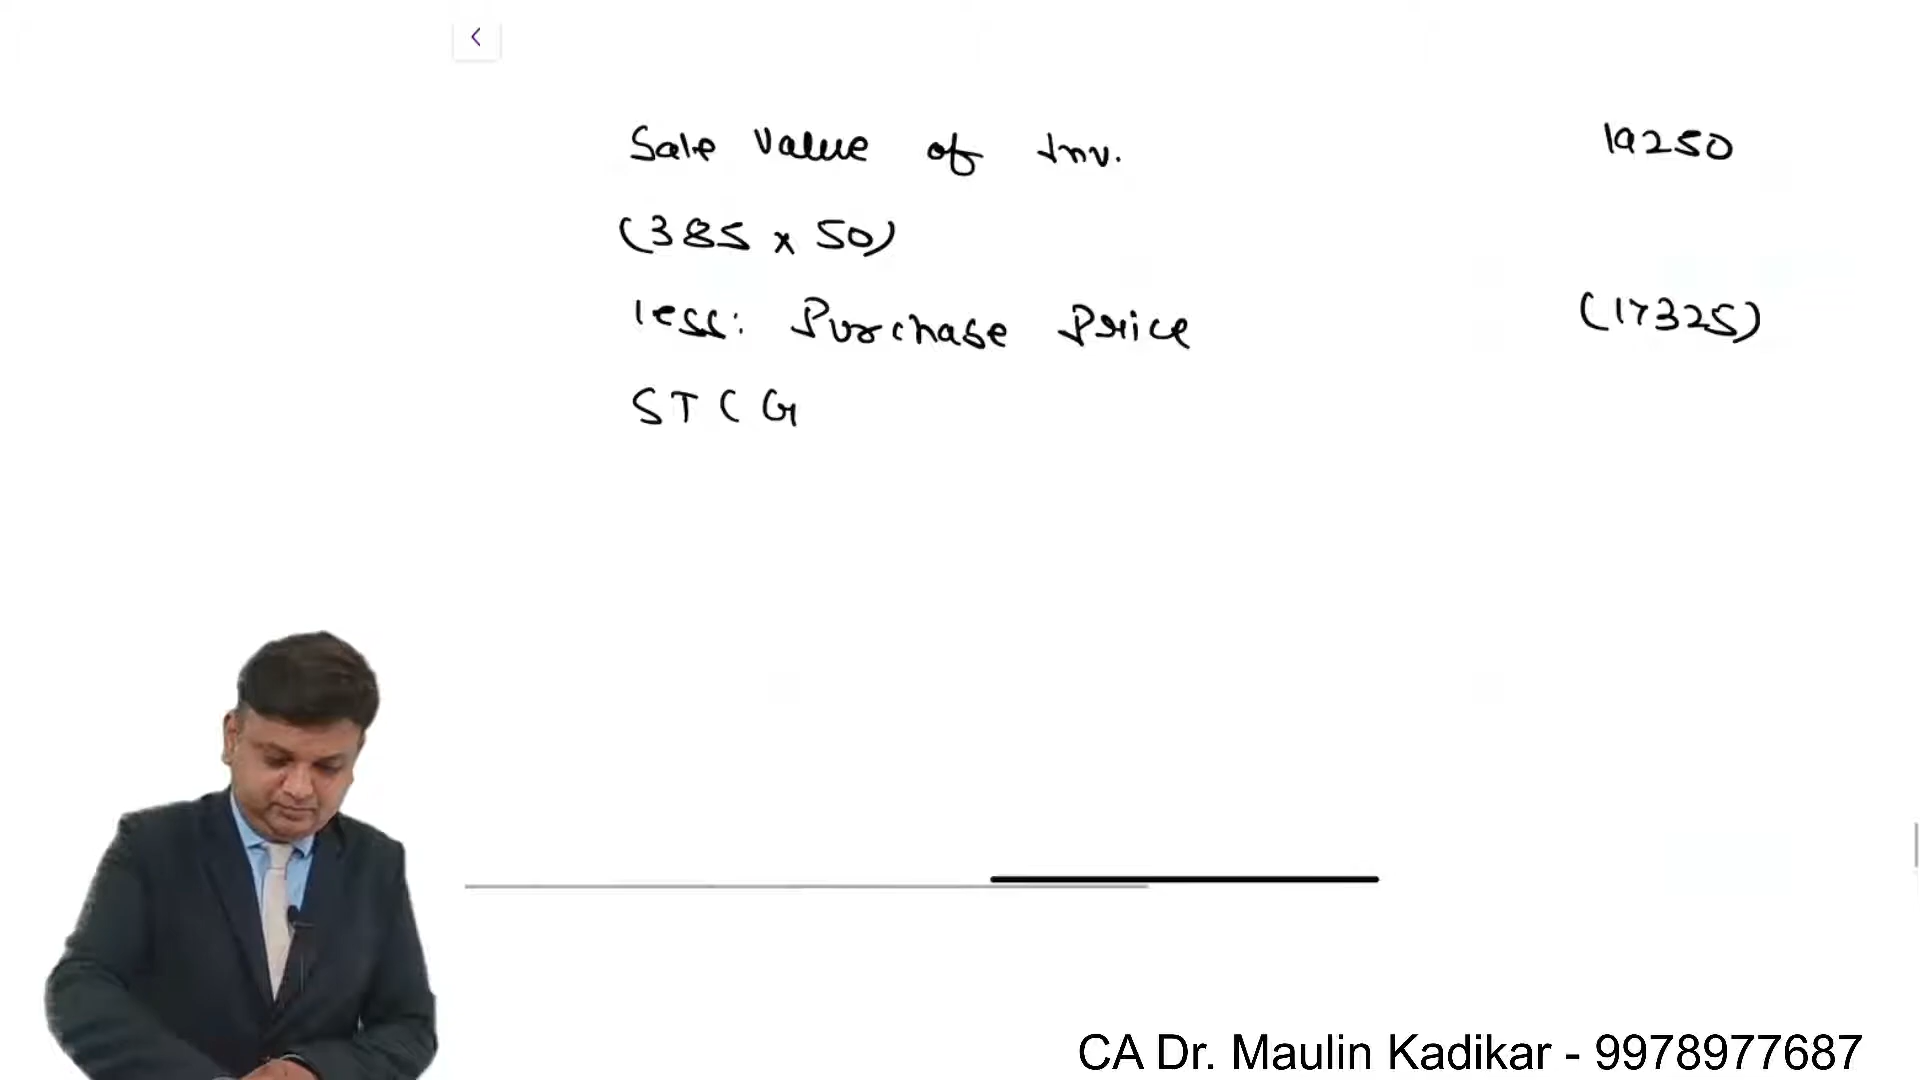 Sale Value of Inv. 19250
(385 x 50)
less: Purchase Price (17325)
STCG
CA Dr. Maulin Kadikar - 9978977687